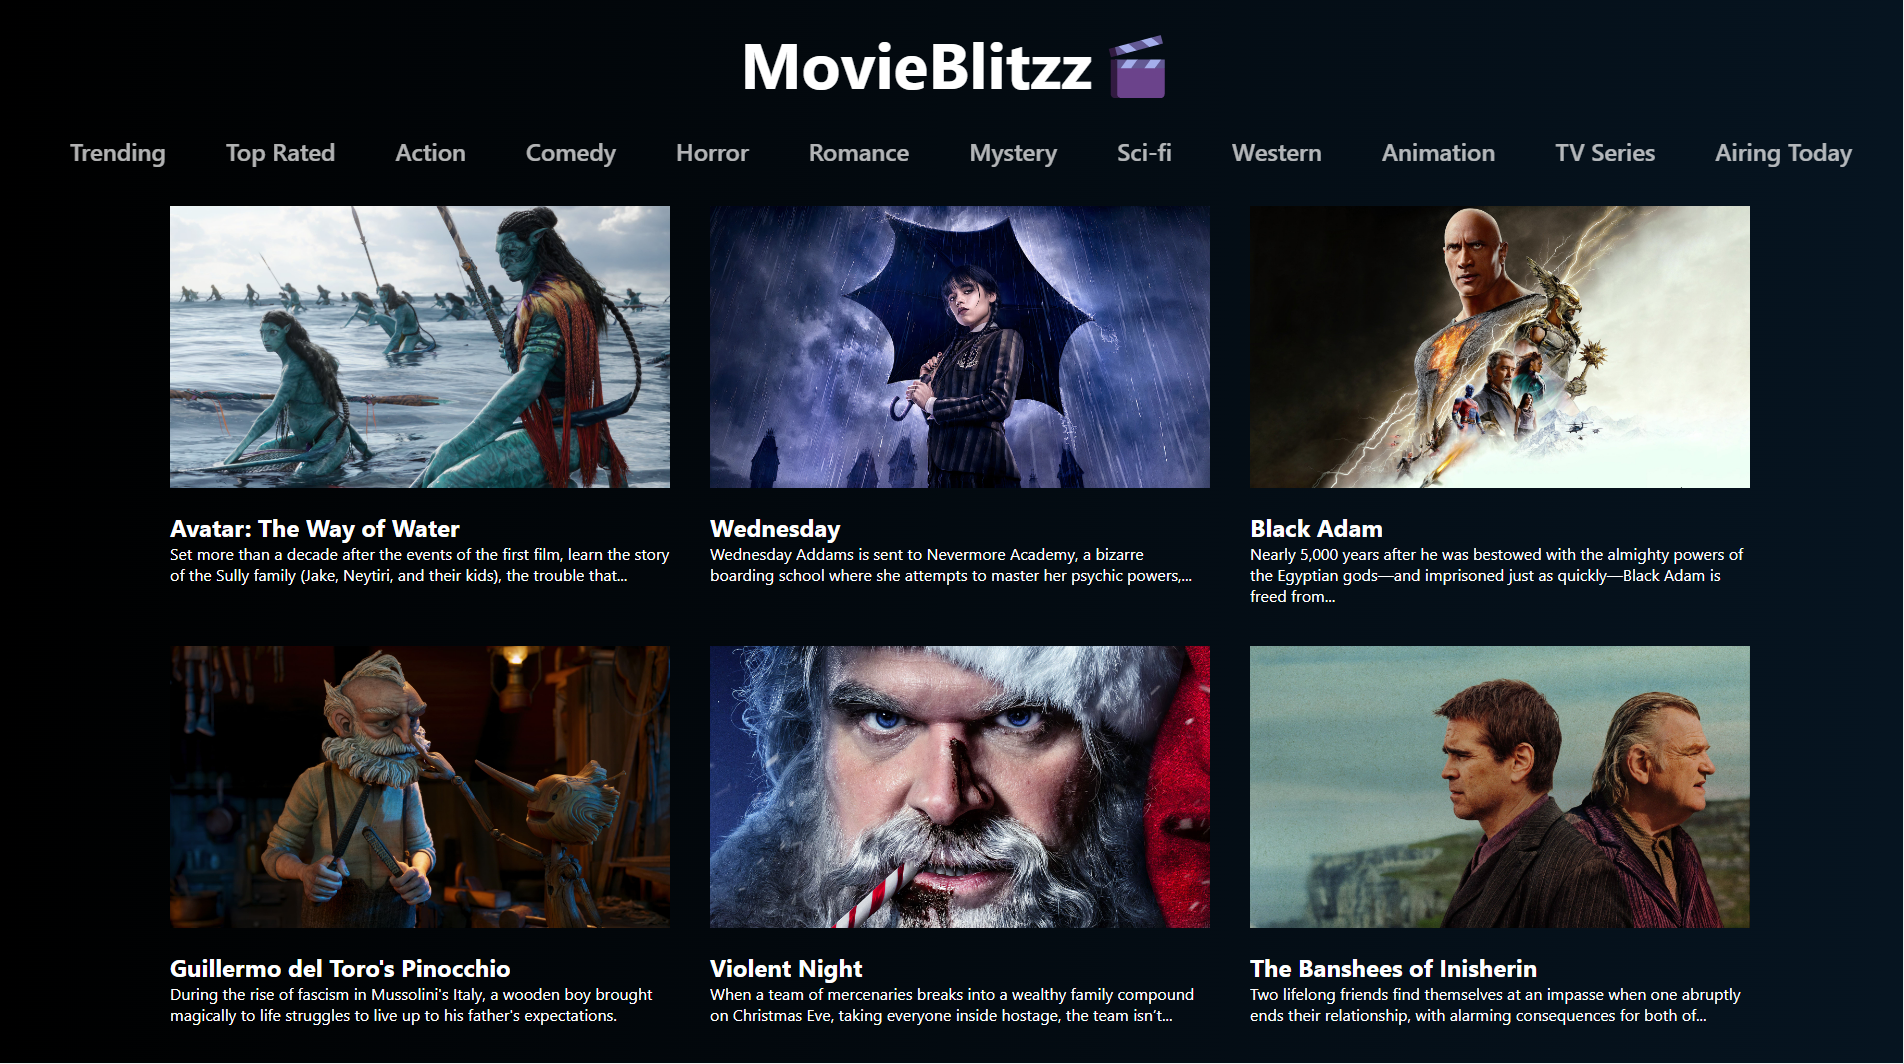 MovieBlitzz
Trending Top Rated Action Comedy Horror Romance Mystery Sci-fi Western Animation TV Series Airing Today
Avatar: The Way of Water
Set more than a decade after the events of the first film, learn the story
of the Sully family (Jake, Neytiri, and their kids), the trouble that...
Wednesday
Wednesday Addams is sent to Nevermore Academy, a bizarre
boarding school where she attempts to master her psychic powers,...
Black Adam
Nearly 5,000 years after he was bestowed with the almighty powers of
the Egyptian gods—and imprisoned just as quickly—Black Adam is
freed from...
Guillermo del Toro's Pinocchio
During the rise of fascism in Mussolini's Italy, a wooden boy brought
magically to life struggles to live up to his father's expectations.
Violent Night
When a team of mercenaries breaks into a wealthy family compound
on Christmas Eve, taking everyone inside hostage, the team isn’t...
The Banshees of Inisherin
Two lifelong friends find themselves at an impasse when one abruptly
ends their relationship, with alarming consequences for both of...